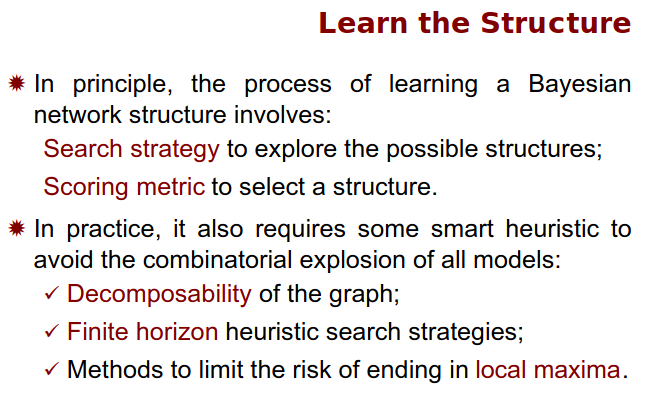 Learn the Structure
In principle, the process of learning a Bayesian
network structure involves:
Search strategy to explore the possible structures;
Scoring metric to select a structure.
In practice, it also requires some smart heuristic to
avoid the combinatorial explosion of all models:
✓ Decomposability of the graph;
✓ Finite horizon heuristic search strategies;
✓ Methods to limit the risk of ending in local maxima.